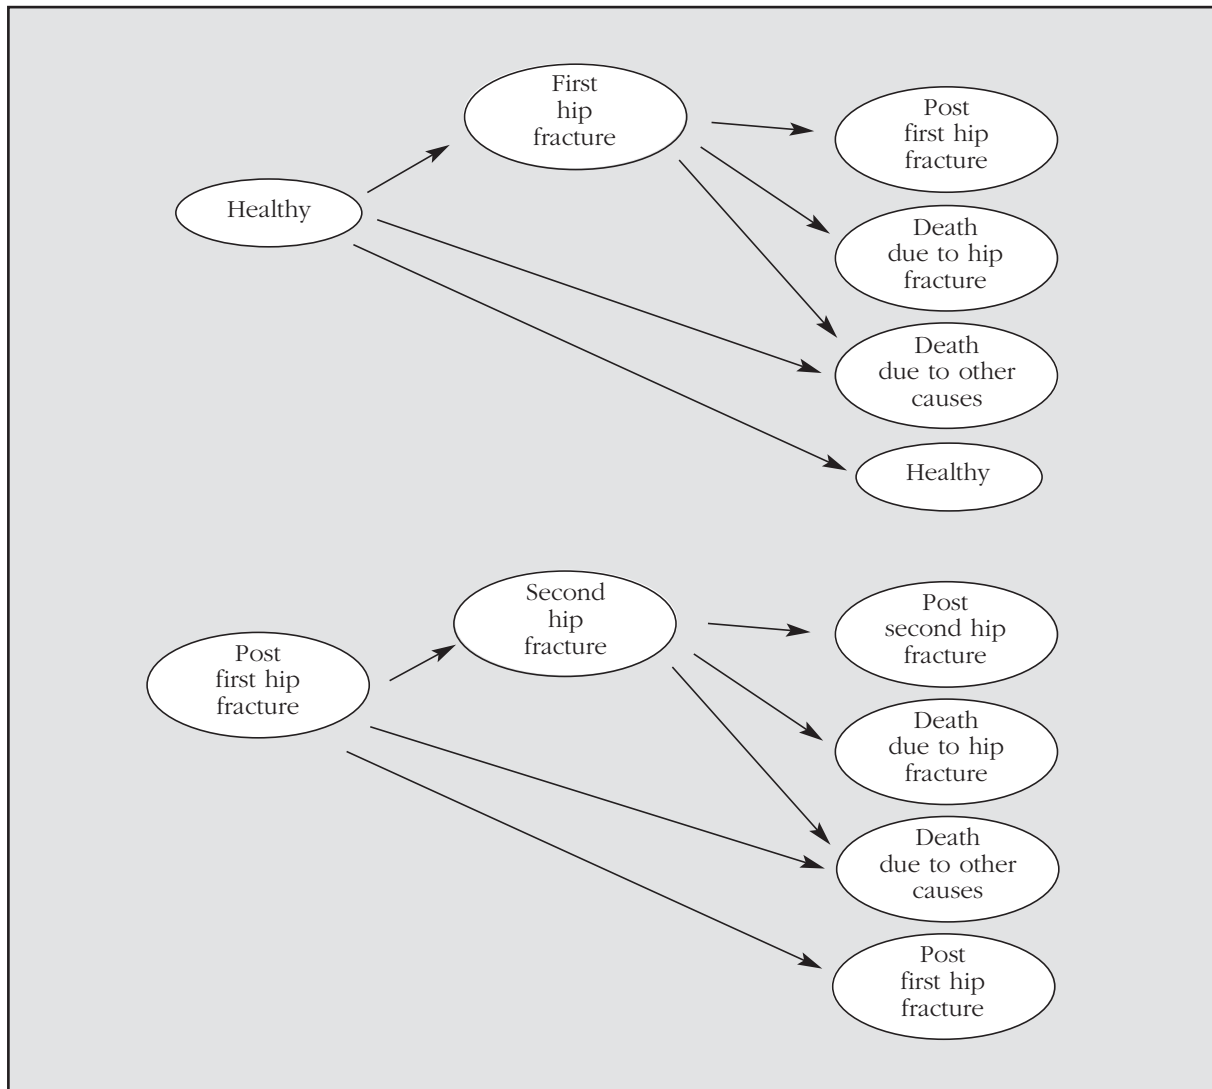 First
hip
fracture
Post
first hip
fracture
Healthy
Death
due to hip
fracture
Death
due to other
causes
Healthy
Second
hip
fracture
Post
second hip
fracture
Post
first hip
fracture
Death
due to hip
fracture
Death
due to other
causes
Post
first hip
fracture